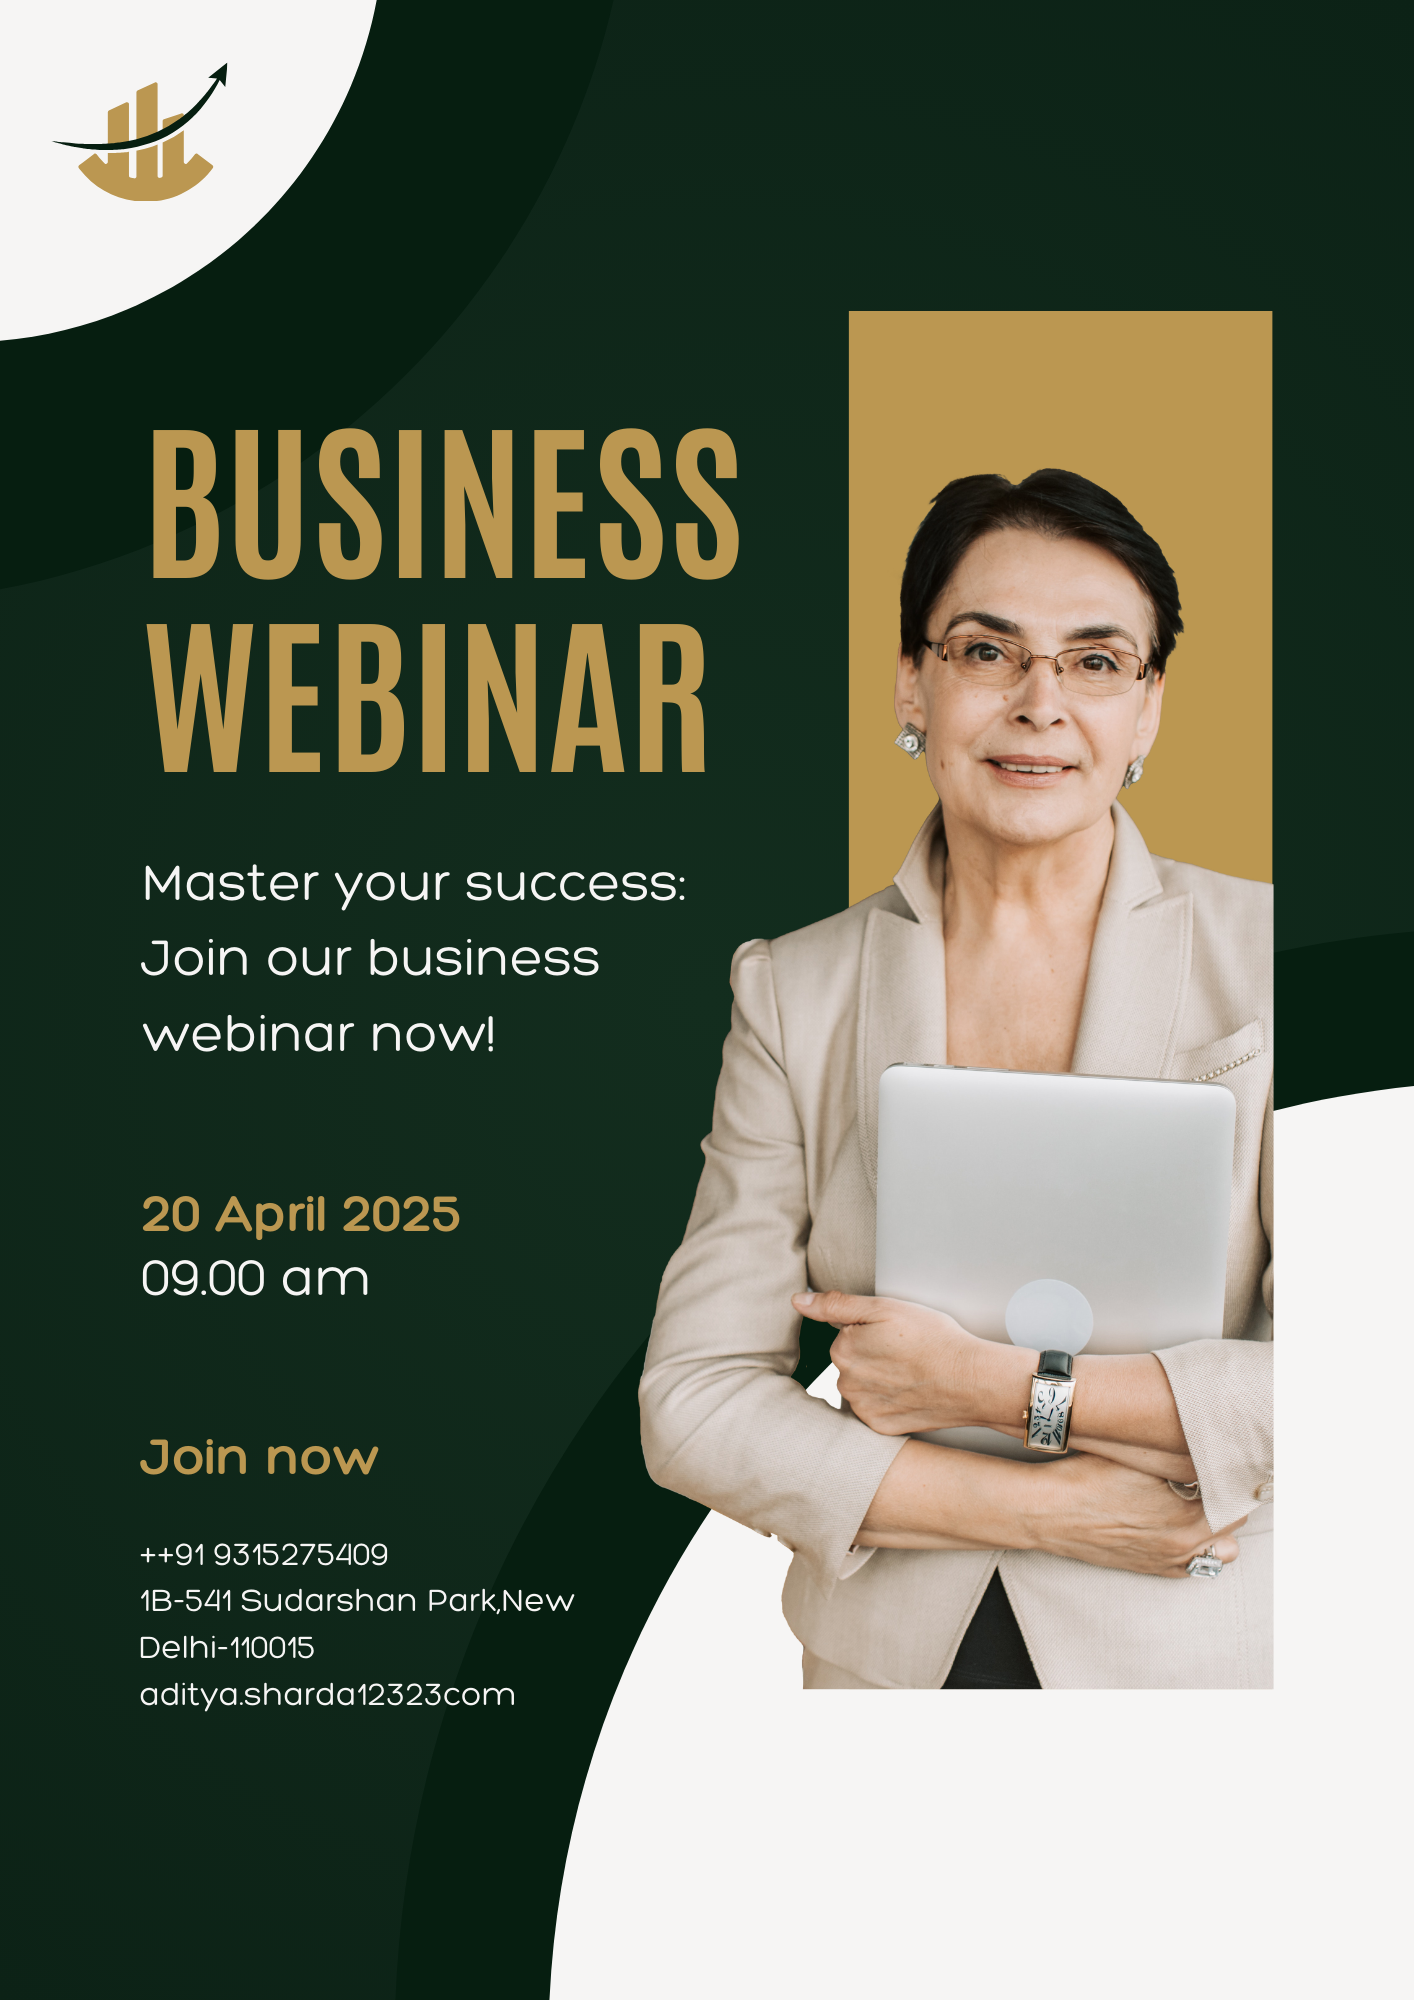 BUSINESS
WEBINAR
Master your success:
Join our business
webinar now!
20 April 2025
09.00 am
Join now
++91 9315275409
1B-541 Sudarshan Park,New
Delhi-110015
aditya.sharda12323com